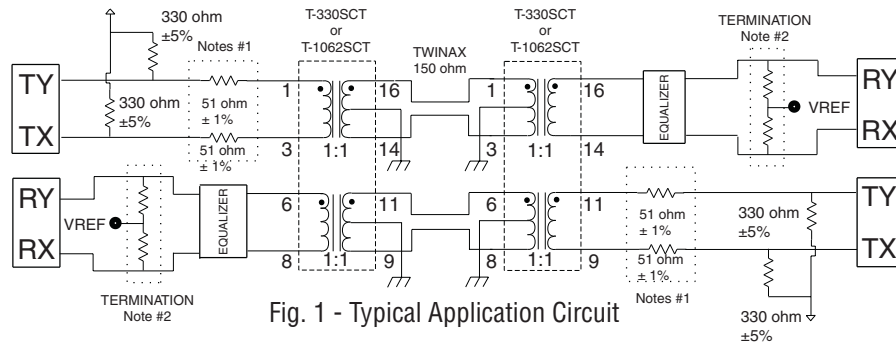 330 ohm
±5%
Notes #1
T-330SCT
or
T-1062SCT
TWINAX
150 ohm
T-330SCT
or
T-1062SCT
TERMINATION
Note #2
TY
TX
330 ohm
±5%
51 ohm
± 1%
51 ohm
± 1%
1
3
16
14
1:1
1
3
16
14
1:1
EQUALIZER
VREF
RY
RX
RY
RX
VREF
EQUALIZER
6
8
11
9
1:1
6
8
11
9
1:1
51 ohm
± 1%
51 ohm
± 1%
330 ohm
±5%
TY
TX
TERMINATION
Note #2
Notes #1
330 ohm
±5%
Fig. 1 - Typical Application Circuit